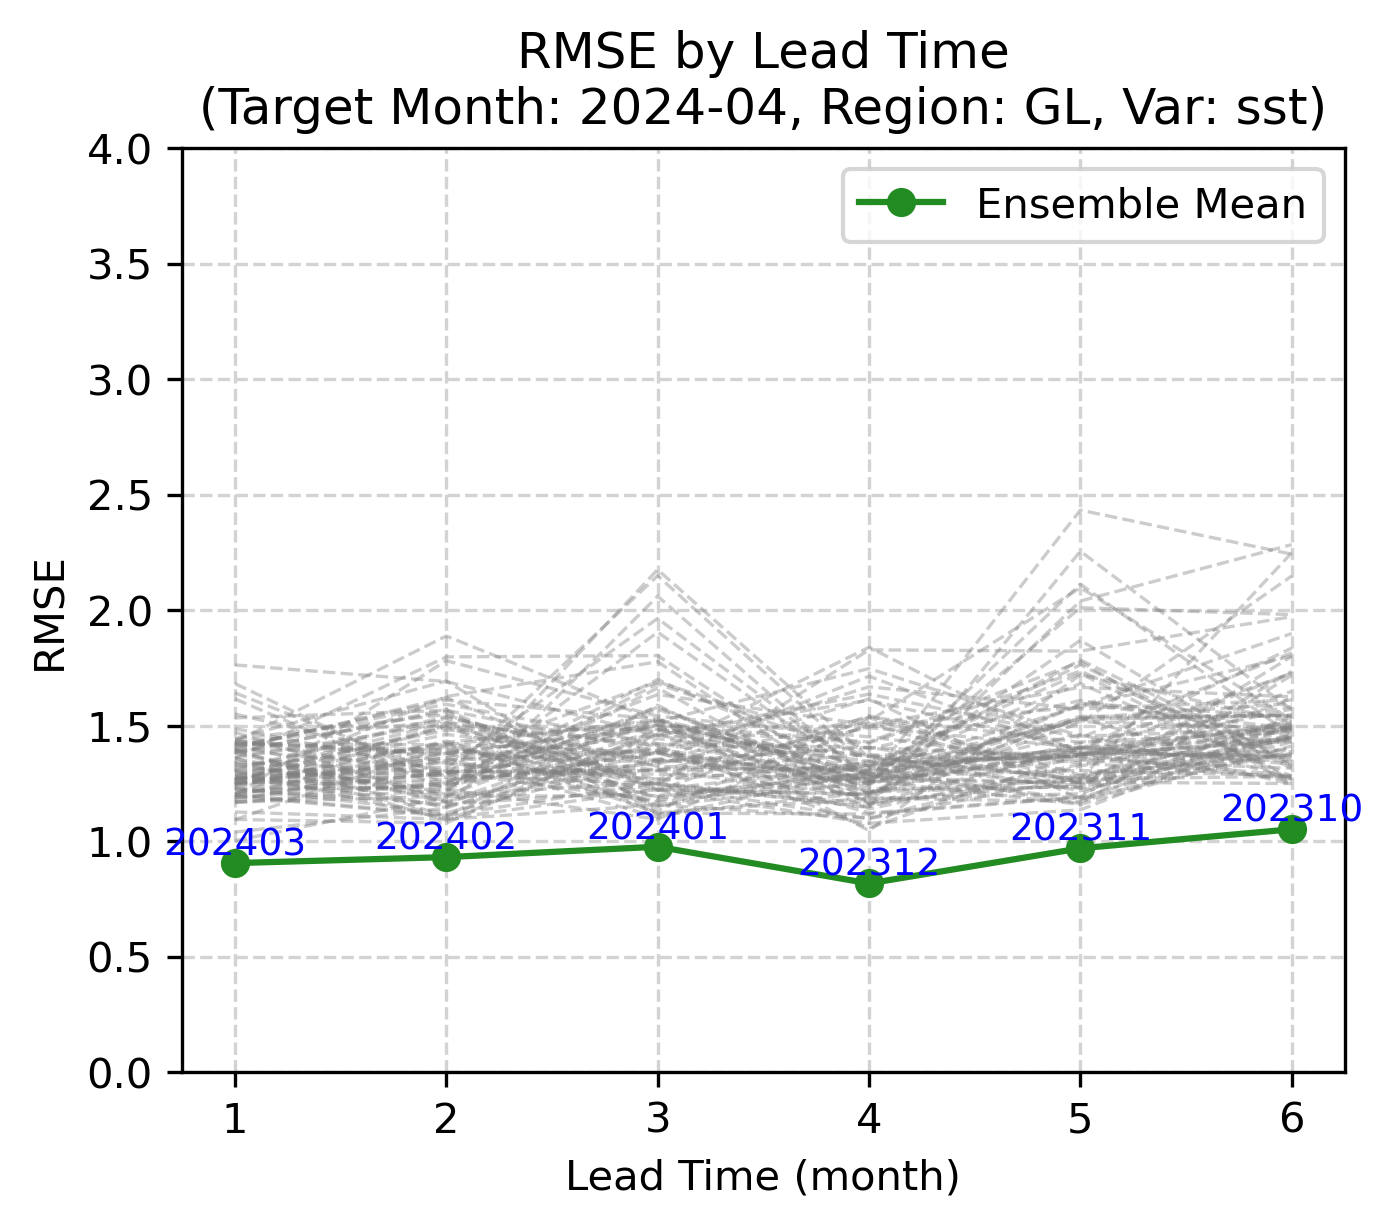 RMSE by Lead Time
(Target Month: 2024-04, Region: GL, Var: sst)
Ensemble Mean
4.0
3.5
3.0
2.5
2.0
1.5
1.0
0.5
0.0
RMSE
202403
202402
202401
202312
202311
202310
1 2 3 4 5 6
Lead Time (month)